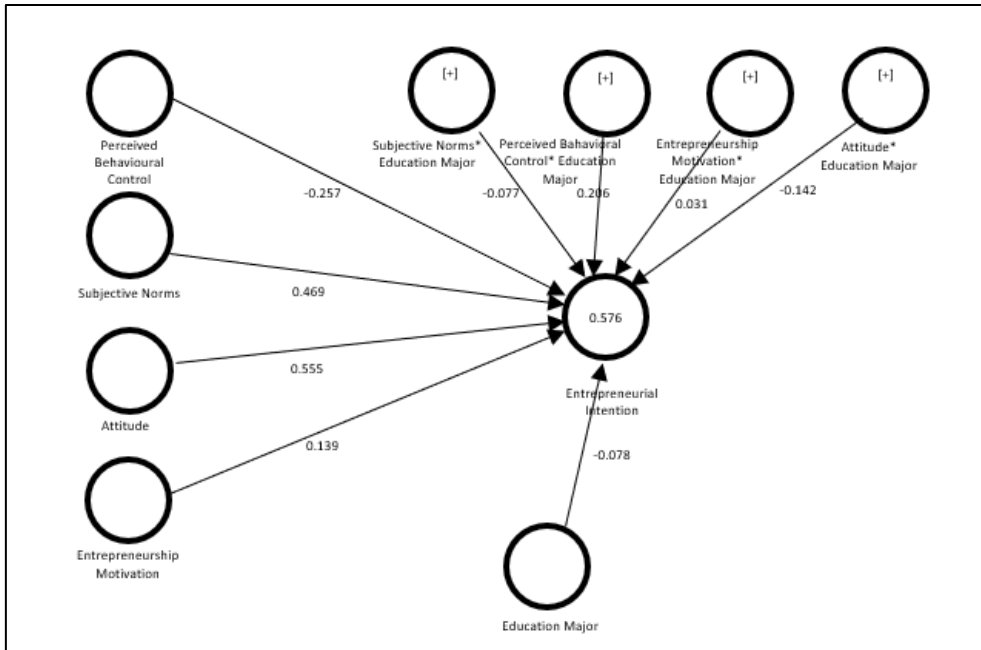 [+]
[+]
[+]
[+]
Perceived
Behavioural
Control
Subjective Norms*
Education Major
Perceived Behavioral
Control* Education
Major
Entrepreneurship
Motivation*
Education Major
Attitude*
Education Major
-0.257
-0.077
0.206
0.031
-0.142
Subjective Norms
0.469
0.576
Attitude
0.555
Entrepreneurial
Intention
0.139
-0.078
Entrepreneurship
Motivation
Education Major